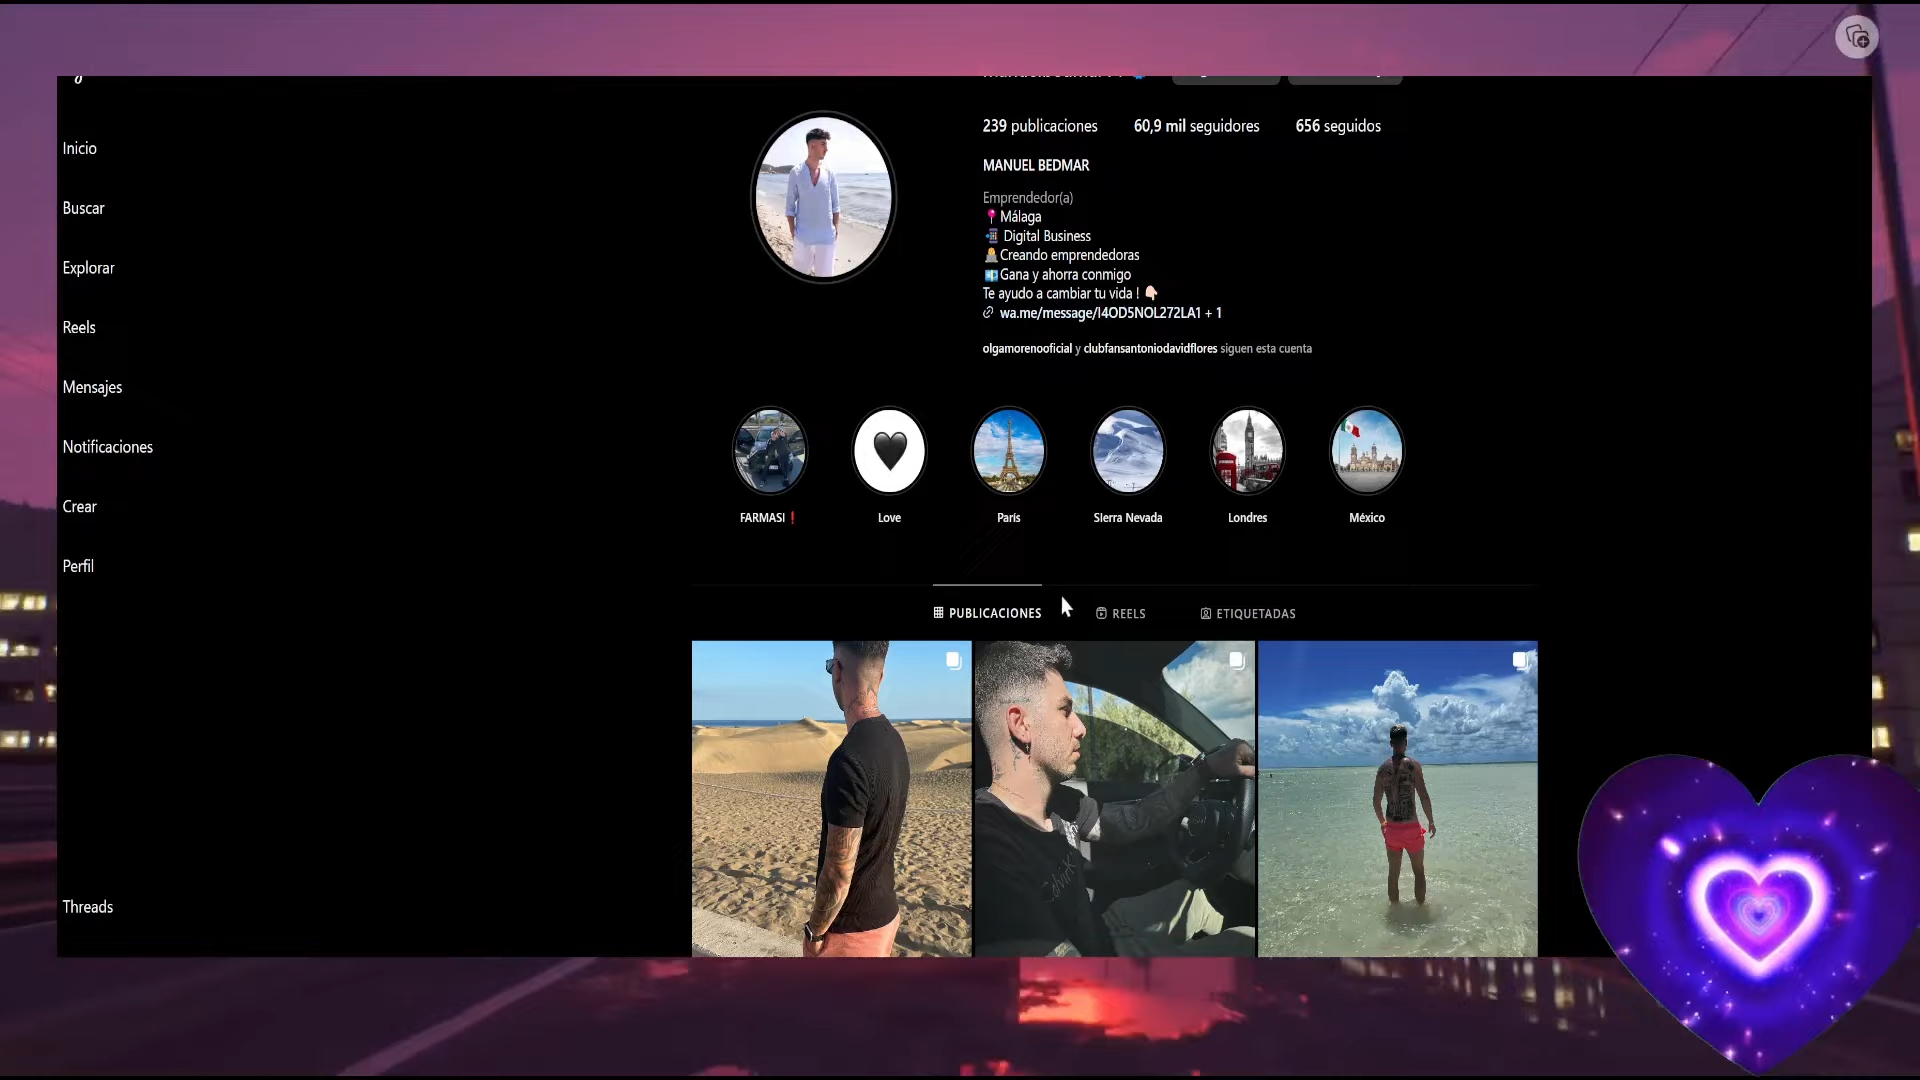 239 publicaciones 60,9 mil seguidores 656 seguidos
MANUEL BEDMAR
Emprendedor(a)
📍Málaga
📲 Digital Business
👩‍💻Creando emprendedoras
💶Gana y ahorra conmigo
Te ayudo a cambiar tu vida ! 👇🏻
wa.me/message/I4OD5NOL272LA1 + 1
olgamorenooficial y clubfansantoniodavidflores siguen esta cuenta
Inicio
Buscar
Explorar
Reels
Mensajes
Notificaciones
Crear
Perfil
Threads
FARMASI❗ Love París SIerra Nevada Londres México
PUBLICACIONES REELS ETIQUETADAS